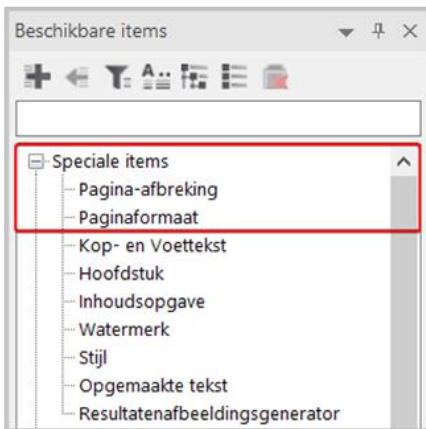 Beschikbare items
Speciale items
Pagina-afbreking
Paginaformaat
Kop- en Voettekst
Hoofdstuk
Inhoudsopgave
Watermerk
Stijl
Opgemaakte tekst
Resultatenafbeeldingsgenerator